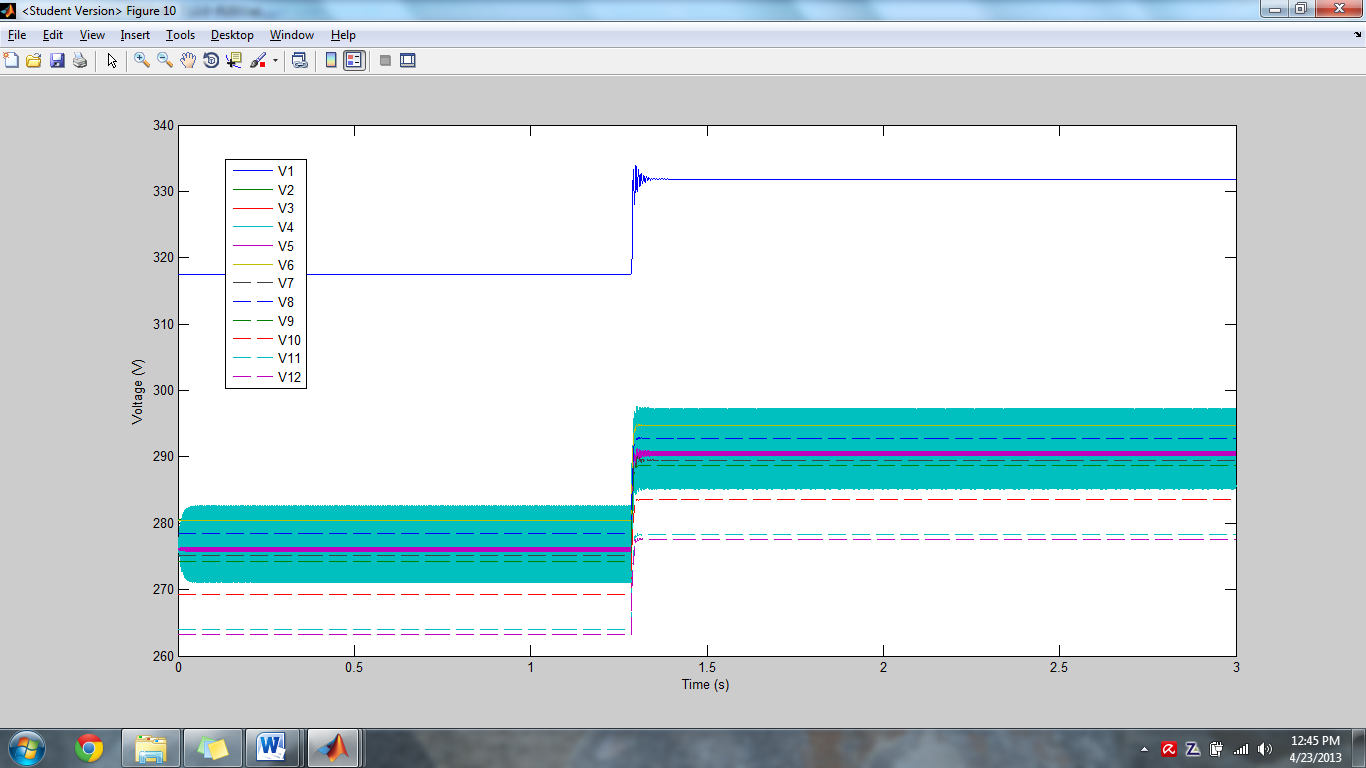 <Student Version> Figure 10
File Edit View Insert Tools Desktop Window Help
340
330
320
310
300
290
280
270
260
Voltage (V)
V1
V2
V3
V4
V5
V6
V7
V8
V9
V10
V11
V12
0 0.5 1 1.5 2 2.5 3
Time (s)
12:45 PM
4/23/2013